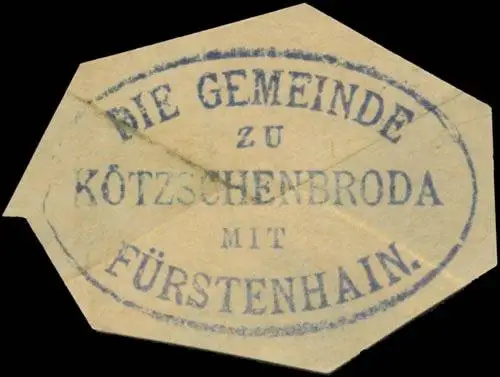 DIE GEMEINDE
ZU
KÖTZSCHENBRODA
MIT
FÜRSTENHAIN.